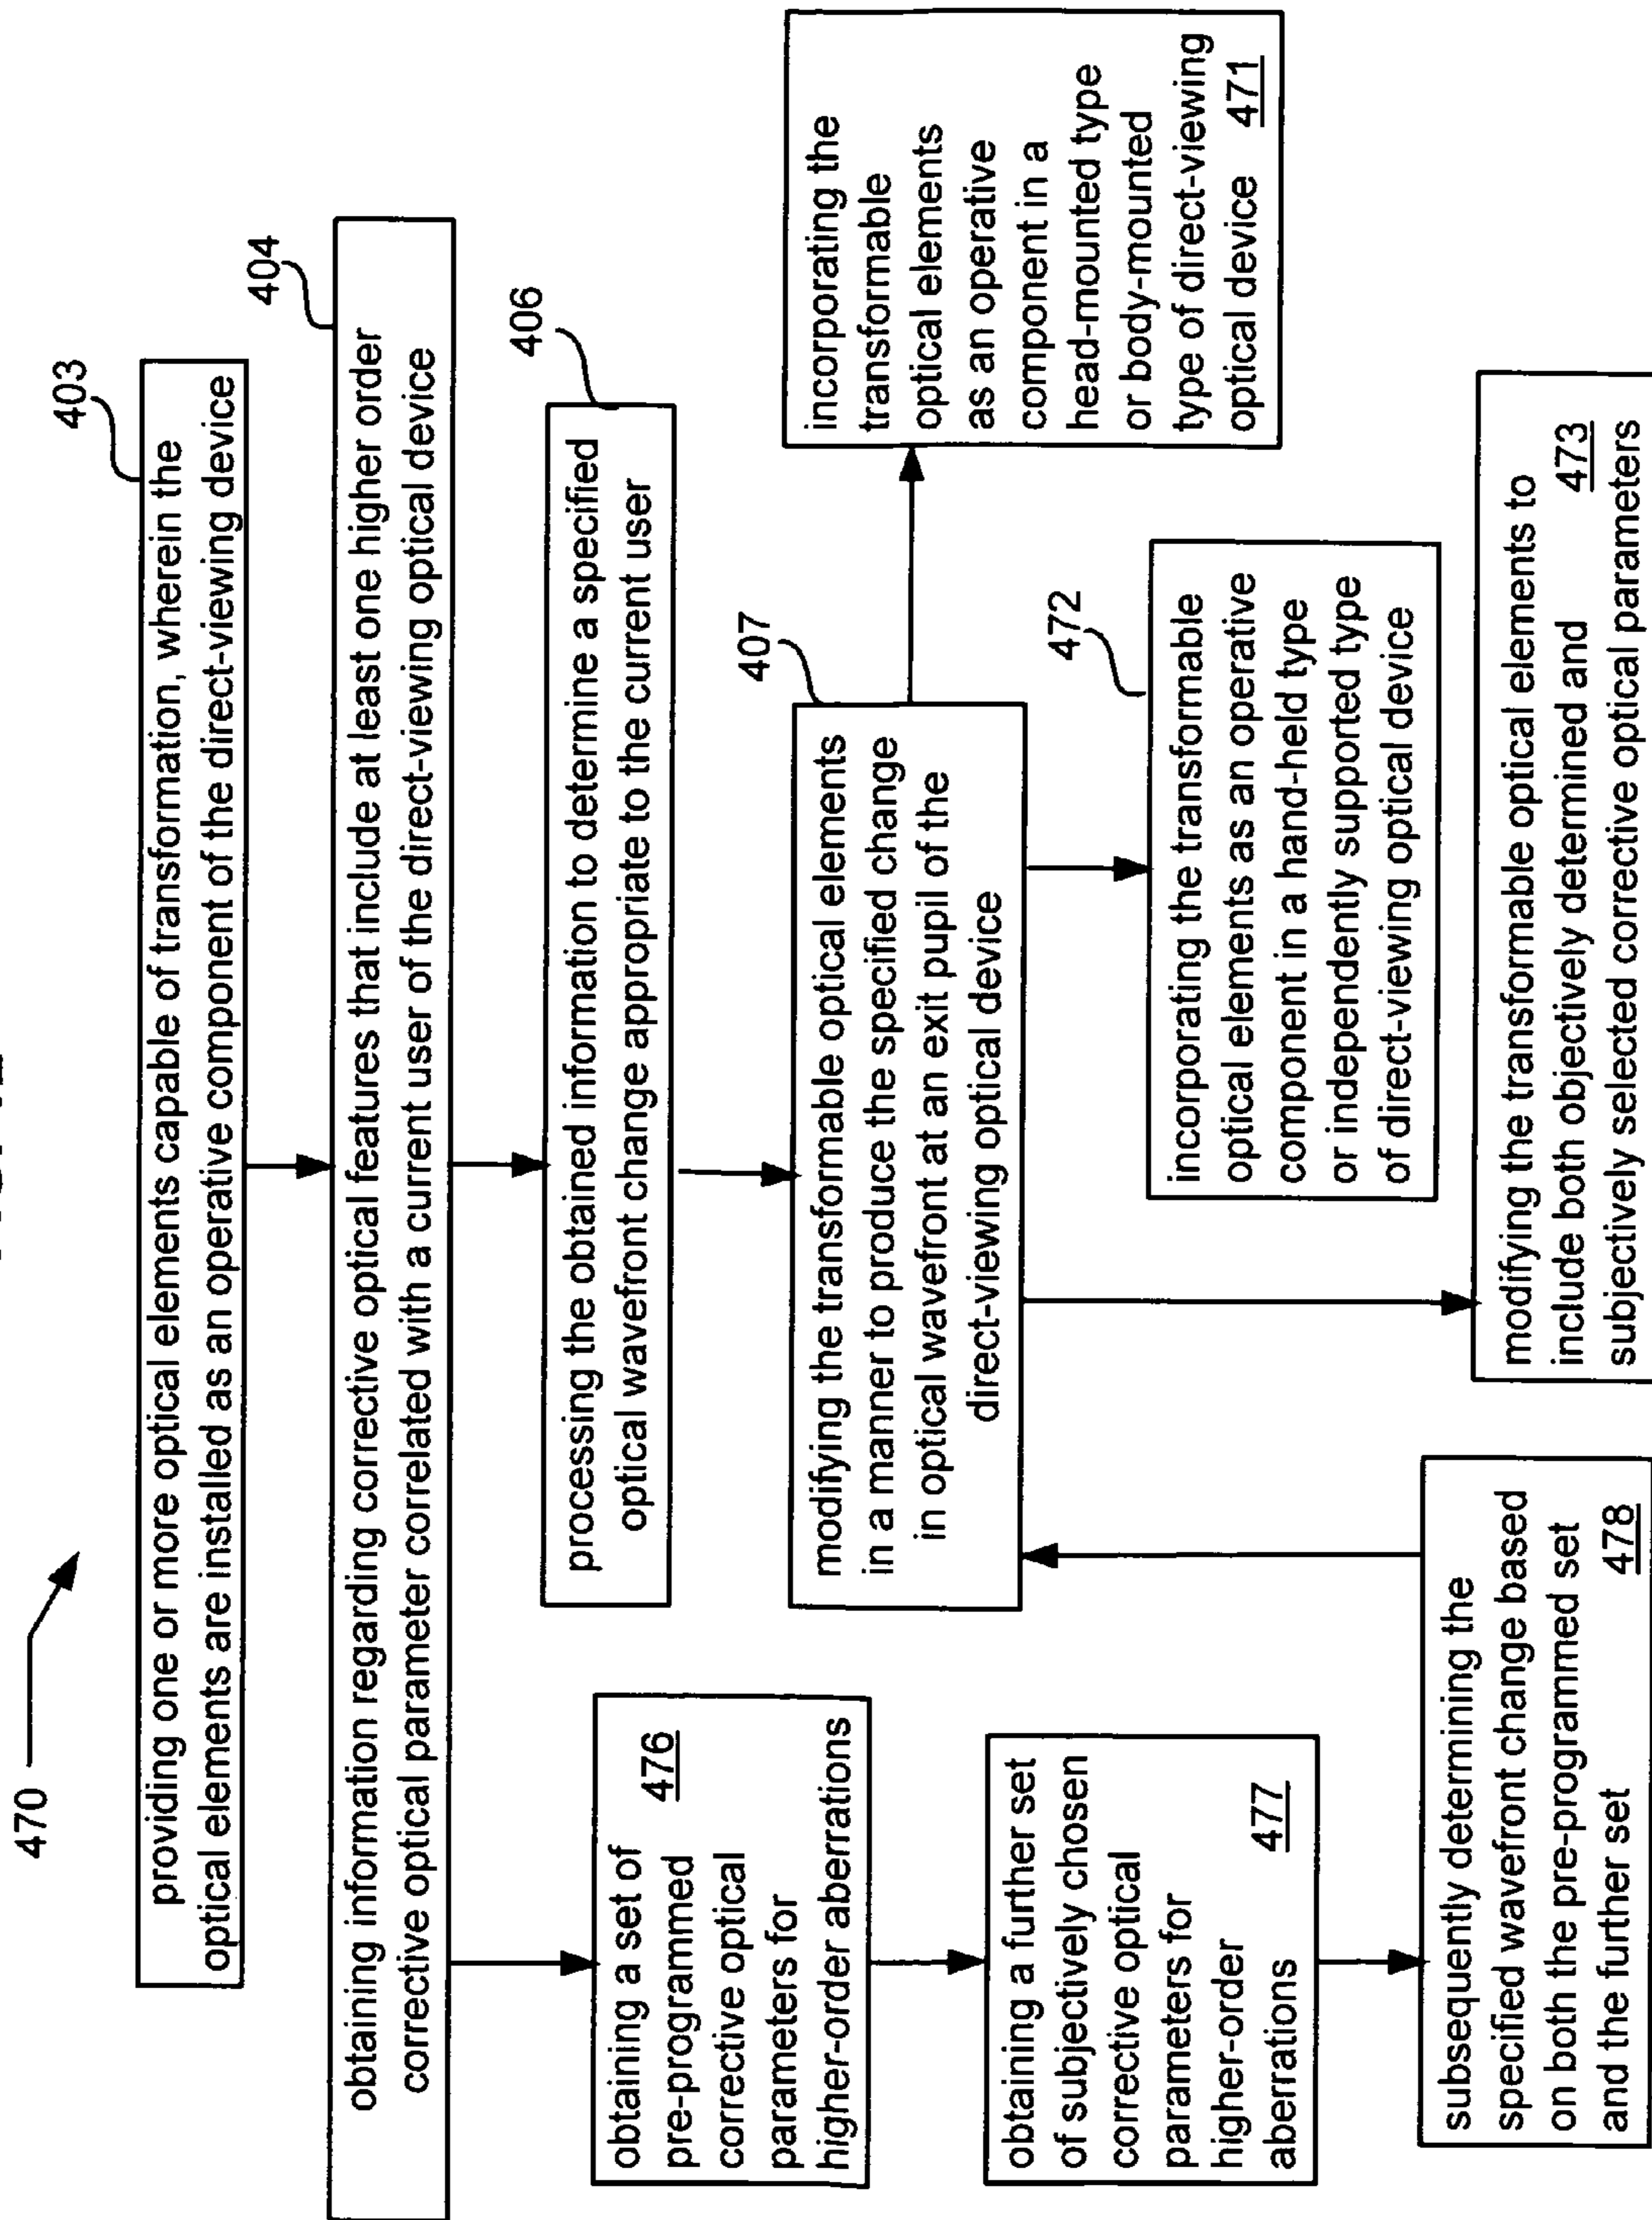 470
403
providing one or more optical elements capable of transformation, wherein the
optical elements are installed as an operative component of the direct-viewing device
404
obtaining information regarding corrective optical features that include at least one higher order
corrective optical parameter correlated with a current user of the direct-viewing optical device
406
processing the obtained information to determine a specified
optical wavefront change appropriate to the current user
407
modifying the transformable optical elements
in a manner to produce the specified change
in optical wavefront at an exit pupil of the
direct-viewing optical device
incorporating the
transformable
optical elements
as an operative
component in a
head-mounted type
or body-mounted
type of direct-viewing
optical device 471
472
incorporating the transformable
optical elements as an operative
component in a hand-held type
or independently supported type
of direct-viewing optical device
modifying the transformable optical elements to
include both objectively determined and 473
subjectively selected corrective optical parameters
obtaining a set of
pre-programmed 476
corrective optical
parameters for
higher-order aberrations
obtaining a further set
of subjectively chosen
corrective optical
parameters for
higher-order 477
aberrations
subsequently determining the
specified wavefront change based
on both the pre-programmed set
and the further set 478